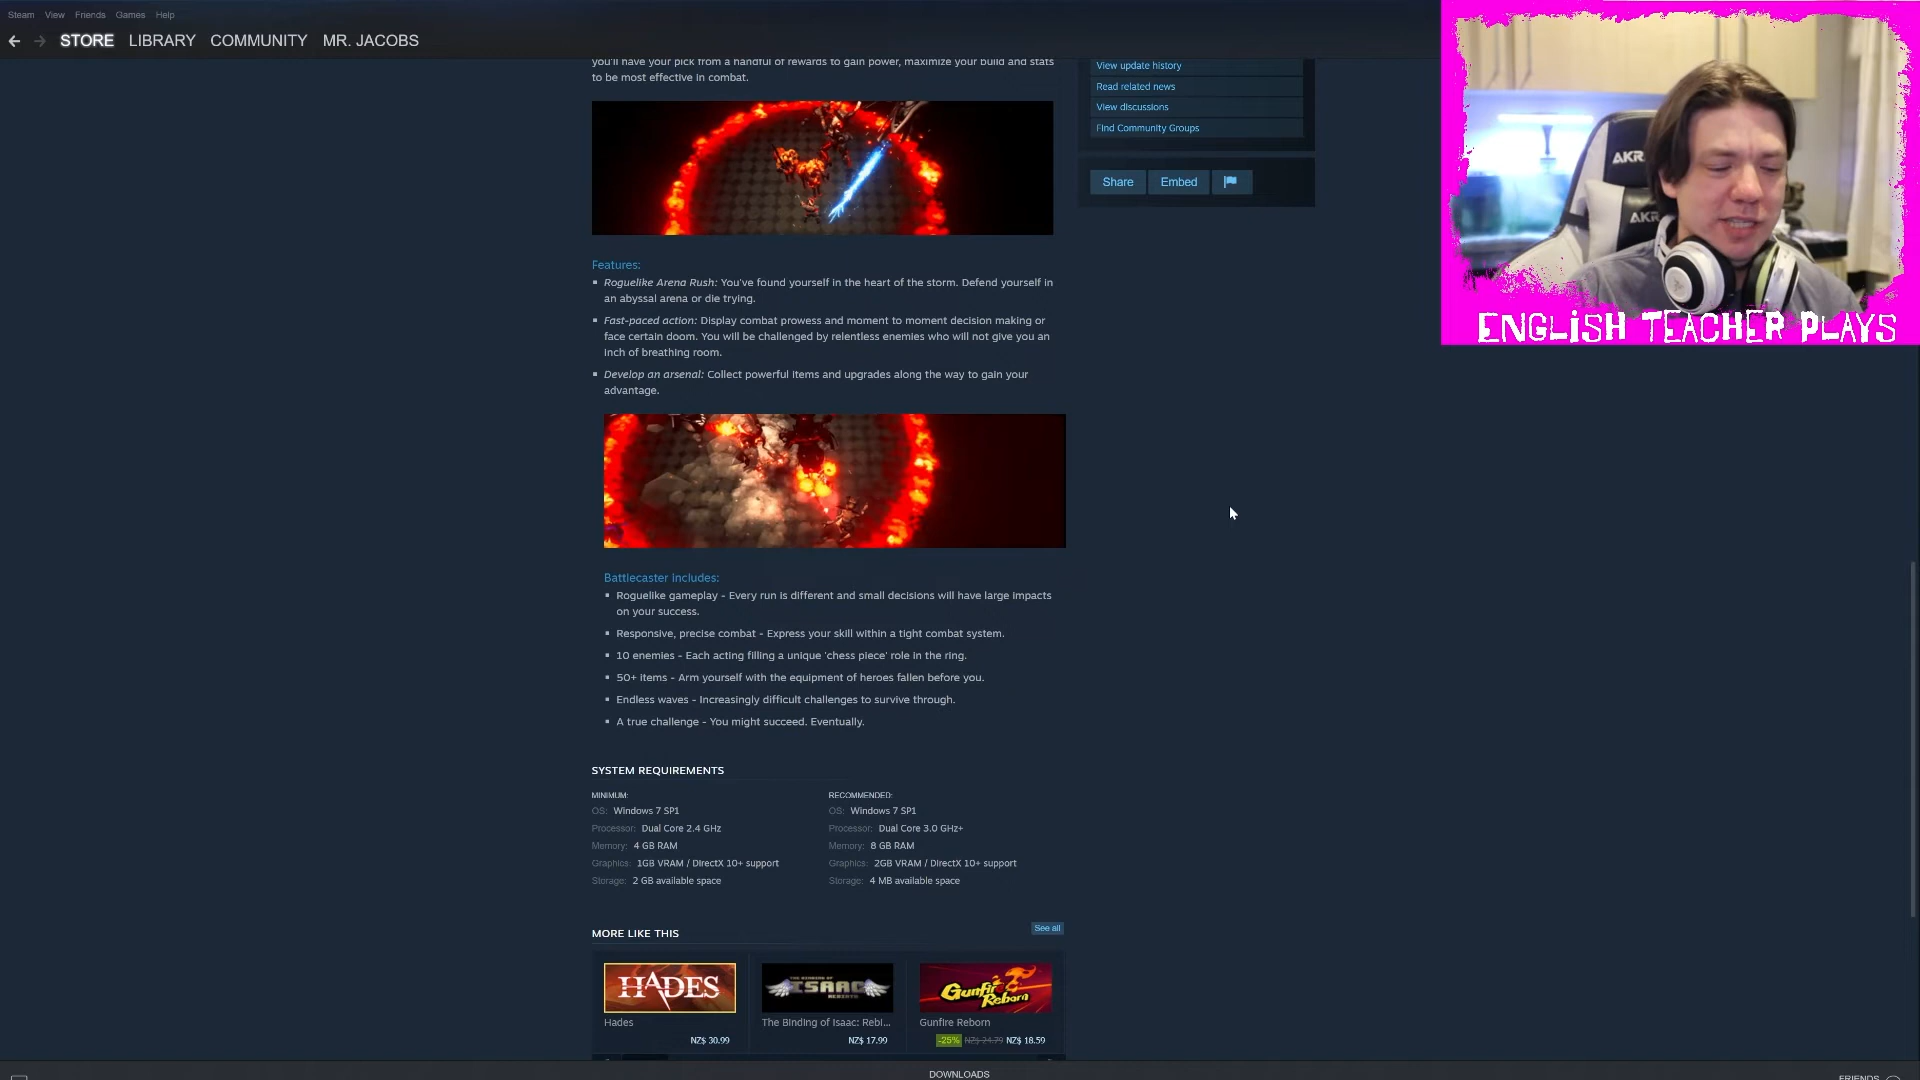 Steam View Friends Games Help
STORE LIBRARY COMMUNITY MR. JACOBS
you'll have your pick from a handful of rewards to gain power, maximize your build and stats
to be most effective in combat.
Features:
Roguelike Arena Rush: You've found yourself in the heart of the storm. Defend yourself in
an abyssal arena or die trying.
Fast-paced action: Display combat prowess and moment to moment decision making or
face certain doom. You will be challenged by relentless enemies who will not give you an
inch of breathing room.
Develop an arsenal: Collect powerful items and upgrades along the way to gain your
advantage.
Battlecaster includes:
Roguelike gameplay - Every run is different and small decisions will have large impacts
on your success.
Responsive, precise combat - Express your skill within a tight combat system.
10 enemies - Each acting filling a unique 'chess piece' role in the ring.
50+ items - Arm yourself with the equipment of heroes fallen before you.
Endless waves - Increasingly difficult challenges to survive through.
A true challenge - You might succeed. Eventually.
SYSTEM REQUIREMENTS
MINIMUM:
OS: Windows 7 SP1
Processor: Dual Core 2.4 GHz
Memory: 4 GB RAM
Graphics: 1GB VRAM / DirectX 10+ support
Storage: 2 GB available space
RECOMMENDED:
OS: Windows 7 SP1
Processor: Dual Core 3.0 GHz+
Memory: 8 GB RAM
Graphics: 2GB VRAM / DirectX 10+ support
Storage: 4 MB available space
MORE LIKE THIS
See all
HADES
Hades
NZ$ 30.99
THE BINDING OF
ISAAC
REBIRTH
The Binding of Isaac: Rebi...
NZ$ 17.99
Gunfire
Reborn
Gunfire Reborn
-25% NZ$ 24.79 NZ$ 18.59
View update history
Read related news
View discussions
Find Community Groups
Share Embed
AKR
AKR
ENGLISH TEACHER PLAYS
DOWNLOADS
FRIENDS